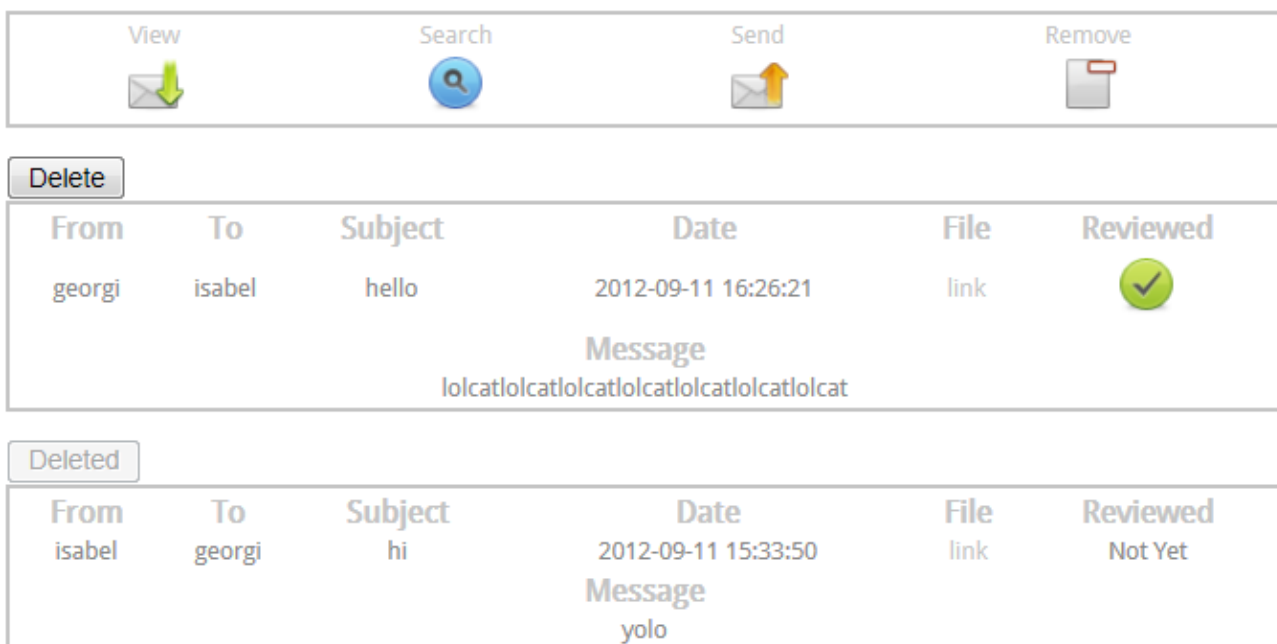 View Search Send Remove
Delete
From To Subject Date File Reviewed
georgi isabel hello 2012-09-11 16:26:21 link
Message
lolcatlolcatlolcatlolcatlolcatlolcatlolcat
Deleted
From To Subject Date File Reviewed
isabel georgi hi 2012-09-11 15:33:50 link Not Yet
Message
yolo